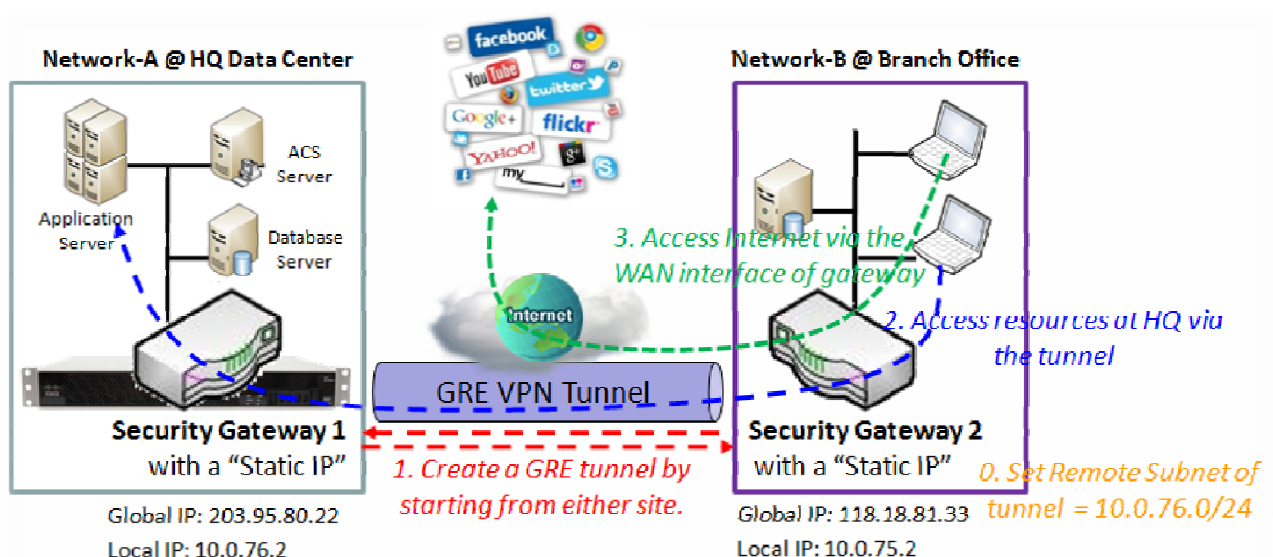 Network-A @ HQ Data Center
Network-B @ Branch Office
facebook
YouTube
twitter
Google+
flickr
YAHOO!
g+
my
ACS
Server
Application
Server
Database
Server
3. Access Internet via the
WAN interface of gateway
Internet
2. Access resources at HQ via
the tunnel
GRE VPN Tunnel
Security Gateway 1
with a “Static IP”
Security Gateway 2
with a “Static IP”
1. Create a GRE tunnel by
starting from either site.
0. Set Remote Subnet of
tunnel = 10.0.76.0/24
Global IP: 203.95.80.22
Local IP: 10.0.76.2
Global IP: 118.18.81.33
Local IP: 10.0.75.2